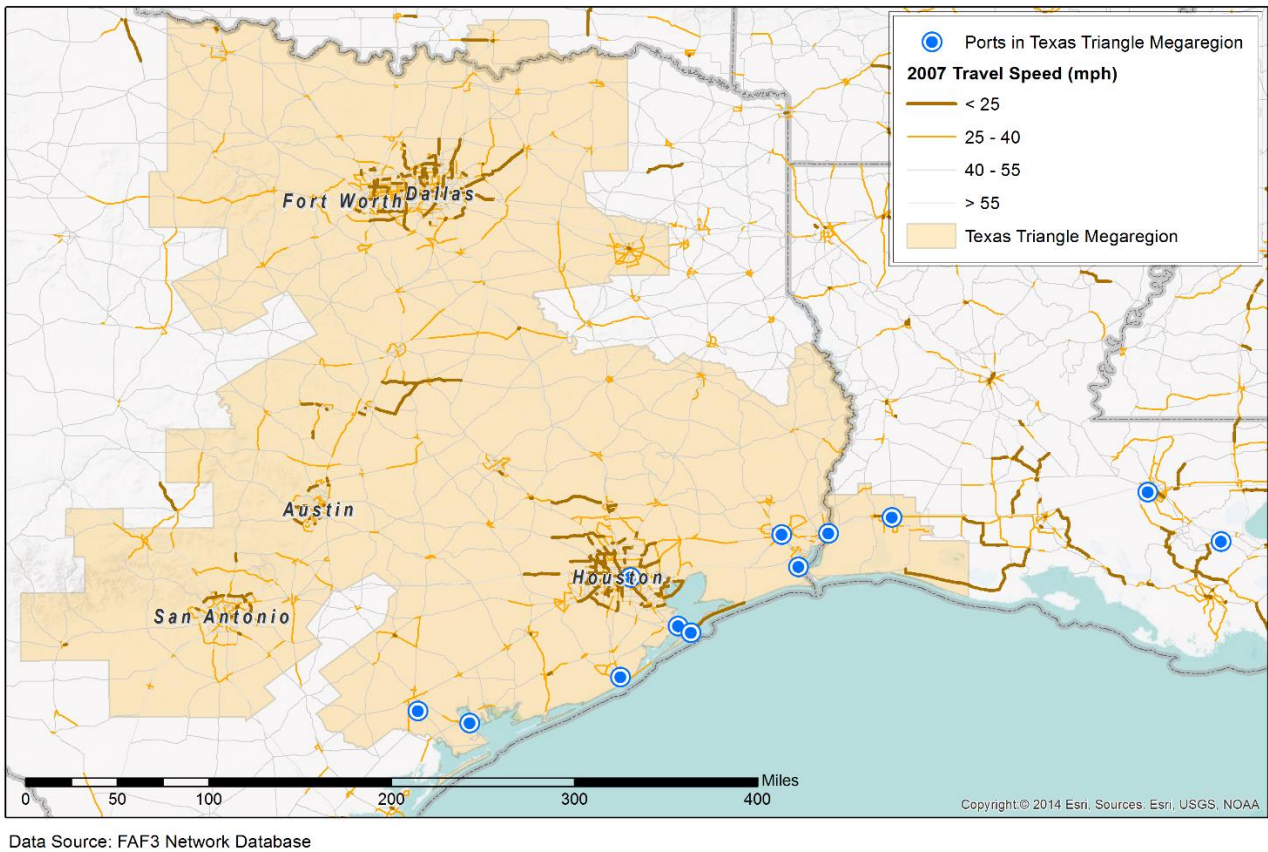 Ports in Texas Triangle Megaregion
2007 Travel Speed (mph)
< 25
25 - 40
40 - 55
> 55
Texas Triangle Megaregion
Fort Worth
Dallas
Austin
Houston
San Antonio
Miles
0 50 100 200 300 400
Copyright:© 2014 Esri, Sources: Esri, USGS, NOAA
Data Source: FAF3 Network Database